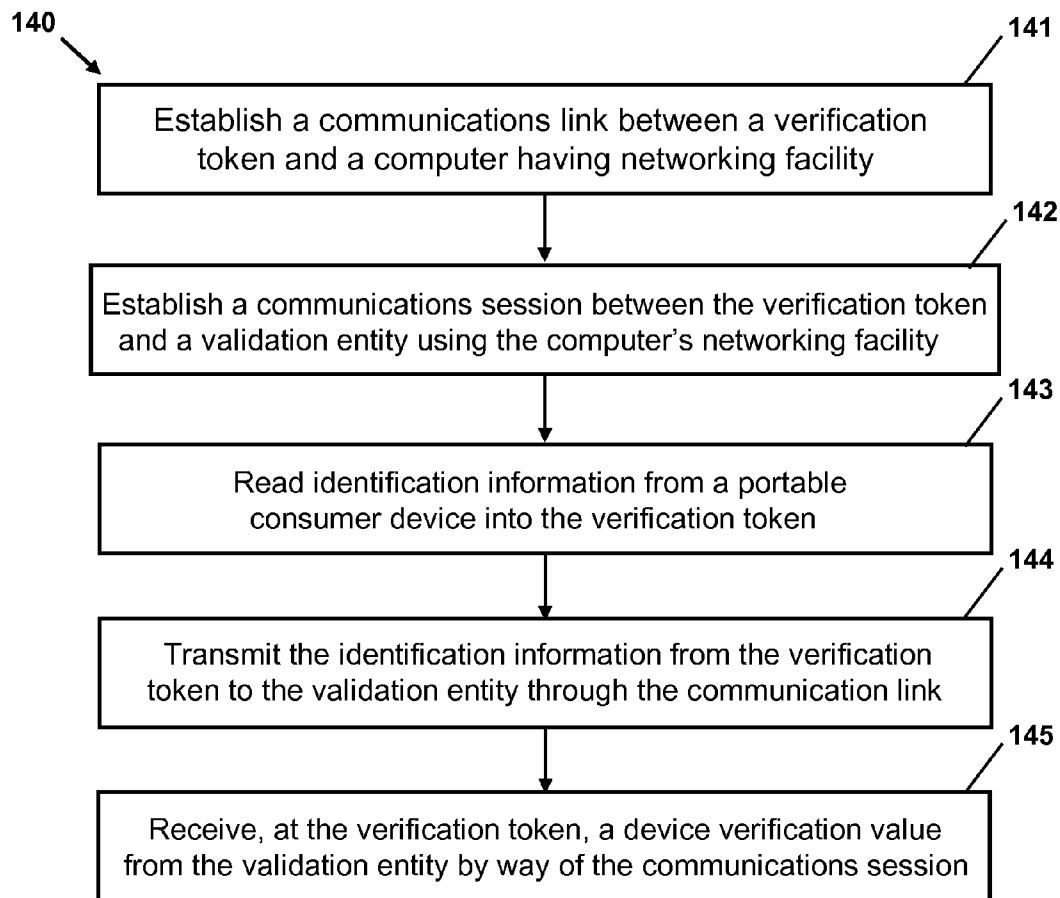 140
141
Establish a communications link between a verification
token and a computer having networking facility
142
Establish a communications session between the verification token
and a validation entity using the computer's networking facility
143
Read identification information from a portable
consumer device into the verification token
144
Transmit the identification information from the verification
token to the validation entity through the communication link
145
Receive, at the verification token, a device verification value
from the validation entity by way of the communications session